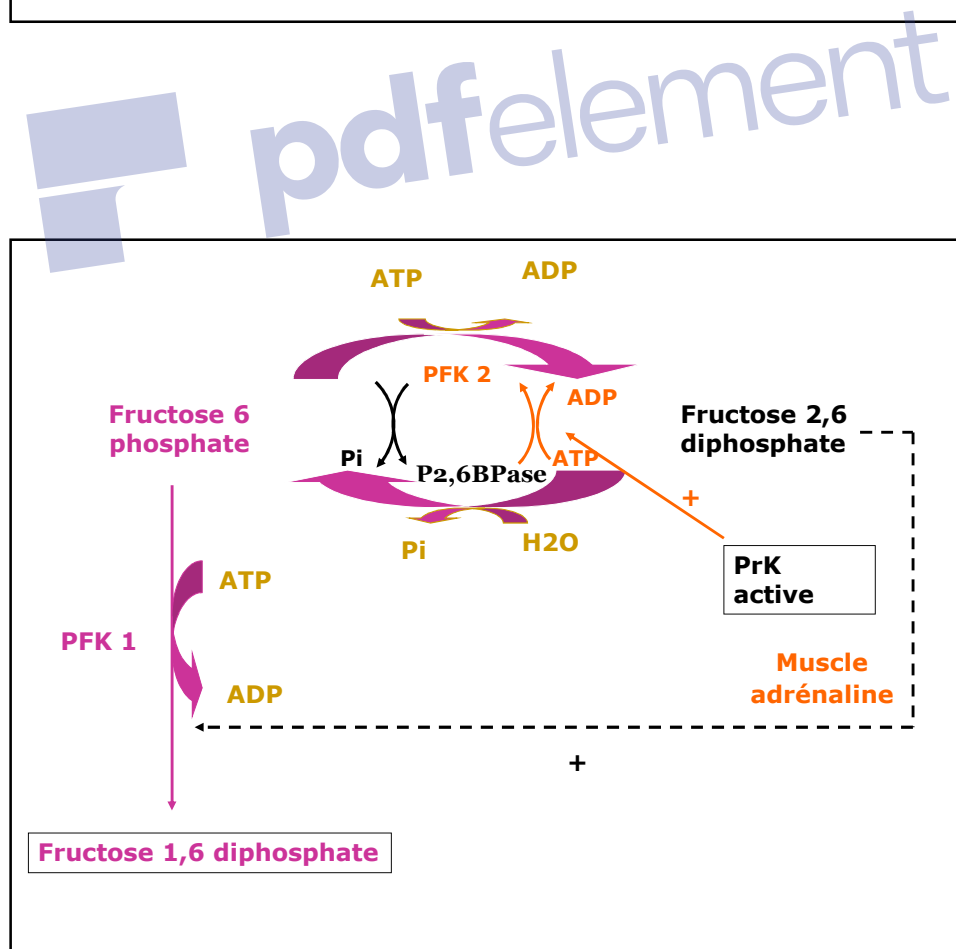 pdfelement
ATP
ADP
PFK 2
ADP
Fructose 6
phosphate
Fructose 2,6
diphosphate
Pi
ATP
P2,6BPase
+
Pi
H2O
PrK
active
ATP
PFK 1
Muscle
adrénaline
ADP
+
Fructose 1,6 diphosphate